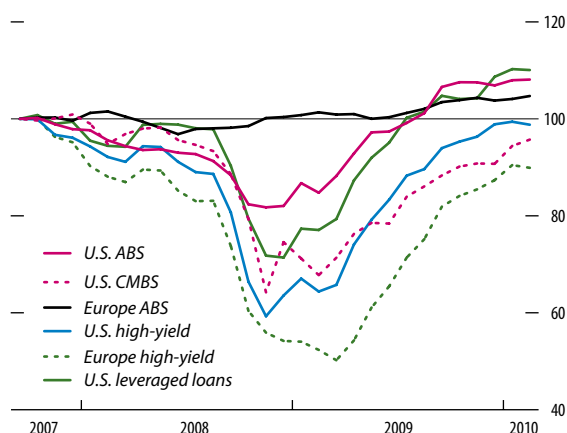 120
100
80
60
40
U.S. ABS
U.S. CMBS
Europe ABS
U.S. high-yield
Europe high-yield
U.S. leveraged loans
2007 2008 2009 2010